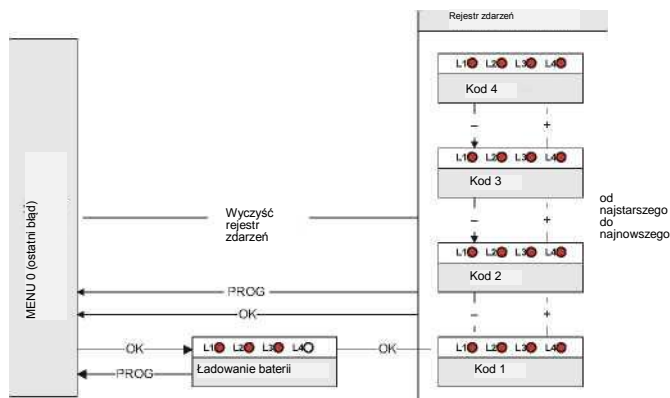 Rejestr zdarzeń
L1 L2 L3 L4
Kod 4
- +
L1 L2 L3 L4
Kod 3
- +
L1 L2 L3 L4
Kod 2
- +
L1 L2 L3 L4
Kod 1
od
najstarszego
do
najnowszego
MENU 0 (ostatni błąd)
Wyczyść
rejestr
zdarzeń
PROG
OK
OK
L1 L2 L3 L4
Ładowanie baterii
OK
PROG